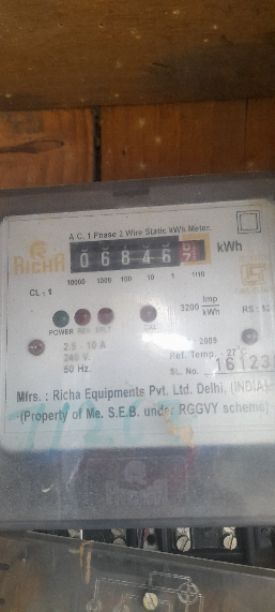 A.C. 1 Phase 2 Wire Static kWh Meter.
RICHA
06846 kWh
10000 1000 100 10 1 1/10
CL : 1
3200 Imp/kWh
POWER REV CAL
2.5 - 10 A
240 V.
50 Hz.
2009
Ref. Temp. - 27°C
SL. No. 16123
Mfrs. : Richa Equipments Pvt. Ltd. Delhi, (INDIA)
(Property of Me. S.E.B. under RGGVY scheme)